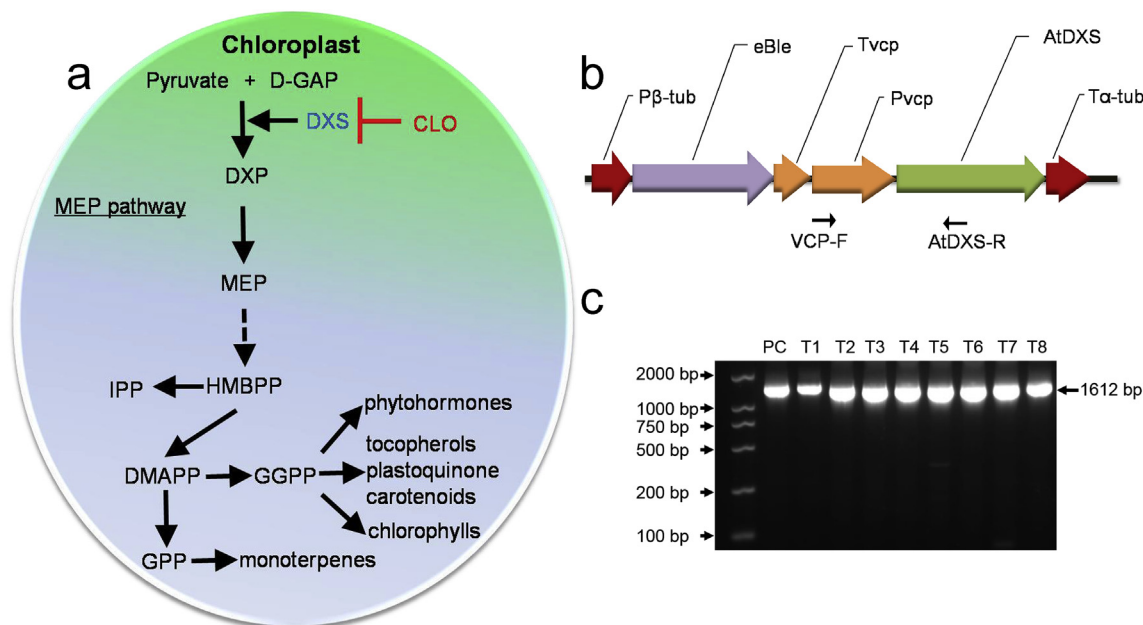 a
Chloroplast
Pyruvate + D-GAP
DXS
CLO
DXP
MEP pathway
MEP
IPP
HMBPP
phytohormones
tocopherols
DMAPP
GGPP
plastoquinone
carotenoids
chlorophylls
GPP
monoterpenes
b
eBle
Tvcp
AtDXS
Pβ-tub
Pvcp
Tα-tub
VCP-F
AtDXS-R
c
PC T1 T2 T3 T4 T5 T6 T7 T8
2000 bp
1612 bp
1000 bp
750 bp
500 bp
200 bp
100 bp